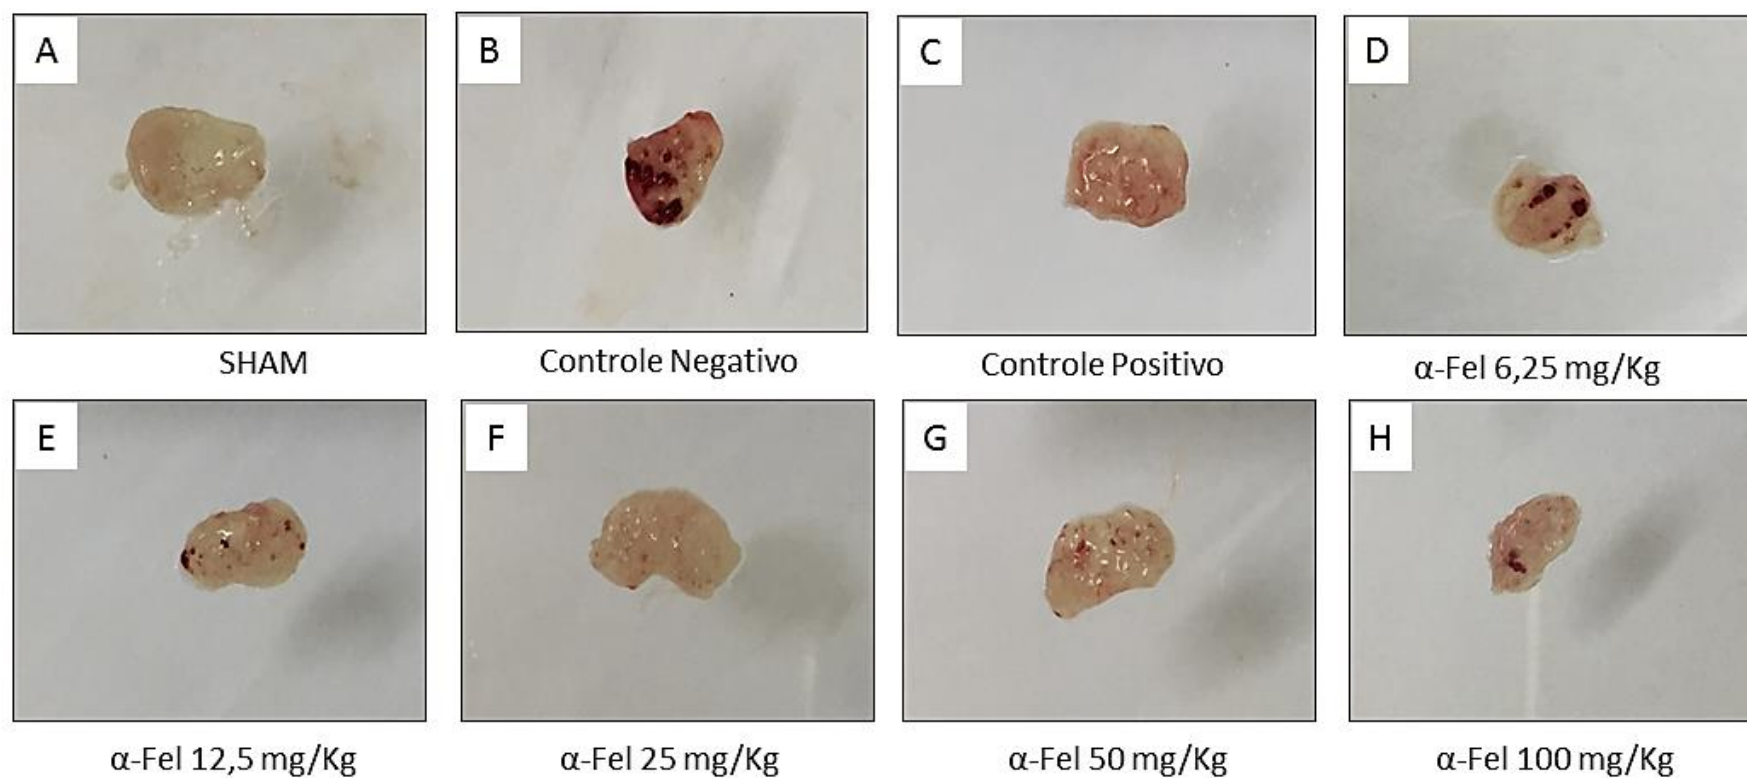 A
B
C
D
SHAM
Controle Negativo
Controle Positivo
α-Fel 6,25 mg/Kg
E
F
G
H
α-Fel 12,5 mg/Kg
α-Fel 25 mg/Kg
α-Fel 50 mg/Kg
α-Fel 100 mg/Kg